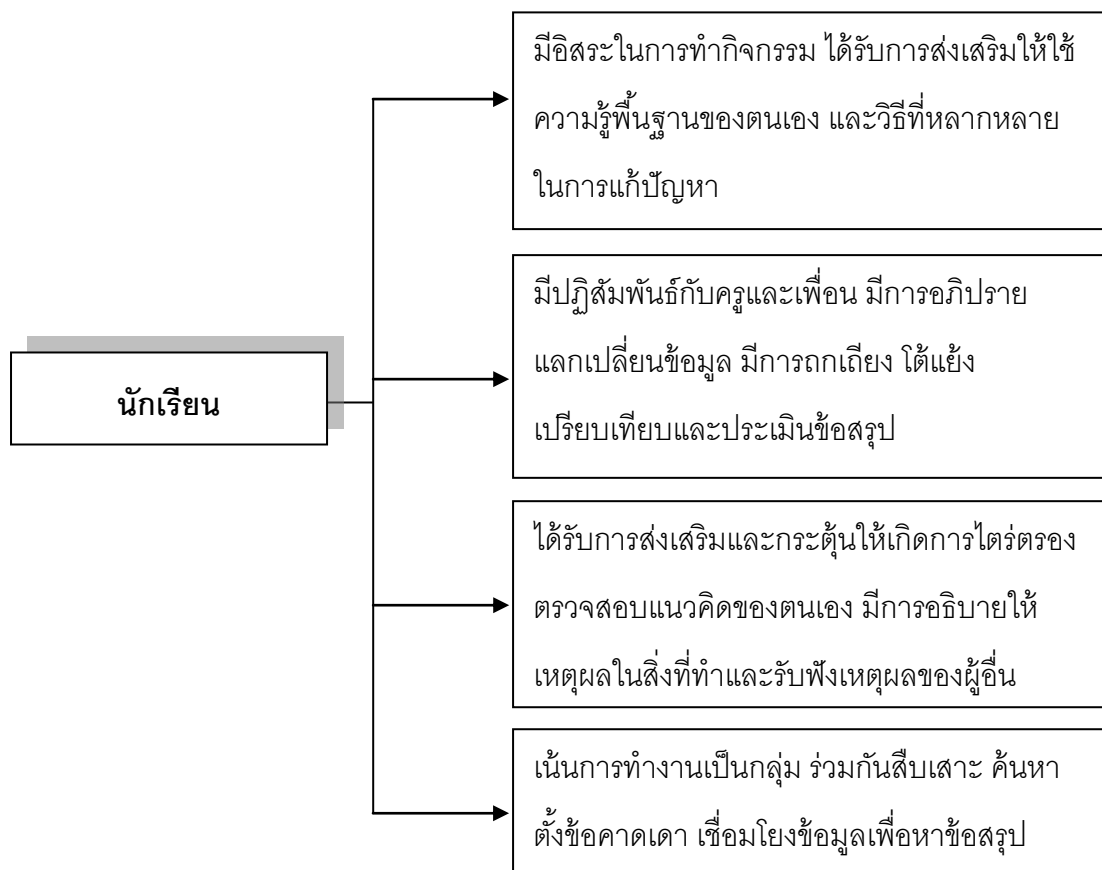 มีอิสระในการทำกิจกรรม ได้รับการส่งเสริมให้ใช้
ความรู้พื้นฐานของตนเอง และวิธีที่หลากหลาย
ในการแก้ปัญหา
มีปฏิสัมพันธ์กับครูและเพื่อน มีการอภิปราย
แลกเปลี่ยนข้อมูล มีการถกเถียง โต้แย้ง
เปรียบเทียบและประเมินข้อสรุป
นักเรียน
ได้รับการส่งเสริมและกระตุ้นให้เกิดการไตร่ตรอง
ตรวจสอบแนวคิดของตนเอง มีการอธิบายให้
เหตุผลในสิ่งที่ทำและรับฟังเหตุผลของผู้อื่น
เน้นการทำงานเป็นกลุ่ม ร่วมกันสืบเสาะ ค้นหา
ตั้งข้อคาดเดา เชื่อมโยงข้อมูลเพื่อหาข้อสรุป